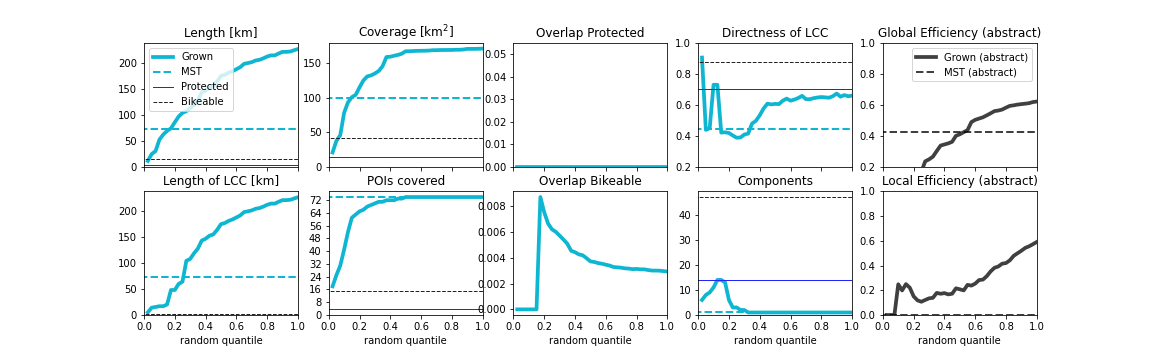 Length [km]
Coverage [km²]
Overlap Protected
Directness of LCC
Global Efficiency (abstract)
200
150
100
50
0
Grown
MST
Protected
Bikeable
150
100
50
0
0.05
0.04
0.03
0.02
0.01
0.00
1.0
0.8
0.6
0.4
0.2
1.0
0.8
0.6
0.4
0.2
Grown (abstract)
MST (abstract)
Length of LCC [km]
POIs covered
Overlap Bikeable
Components
Local Efficiency (abstract)
200
150
100
50
0
72
64
56
48
40
32
24
16
8
0
0.008
0.006
0.004
0.002
0.000
40
30
20
10
0
1.0
0.8
0.6
0.4
0.2
0.0
0.0 0.2 0.4 0.6 0.8 1.0
0.0 0.2 0.4 0.6 0.8 1.0
0.0 0.2 0.4 0.6 0.8 1.0
0.0 0.2 0.4 0.6 0.8 1.0
0.0 0.2 0.4 0.6 0.8 1.0
random quantile
random quantile
random quantile
random quantile
random quantile